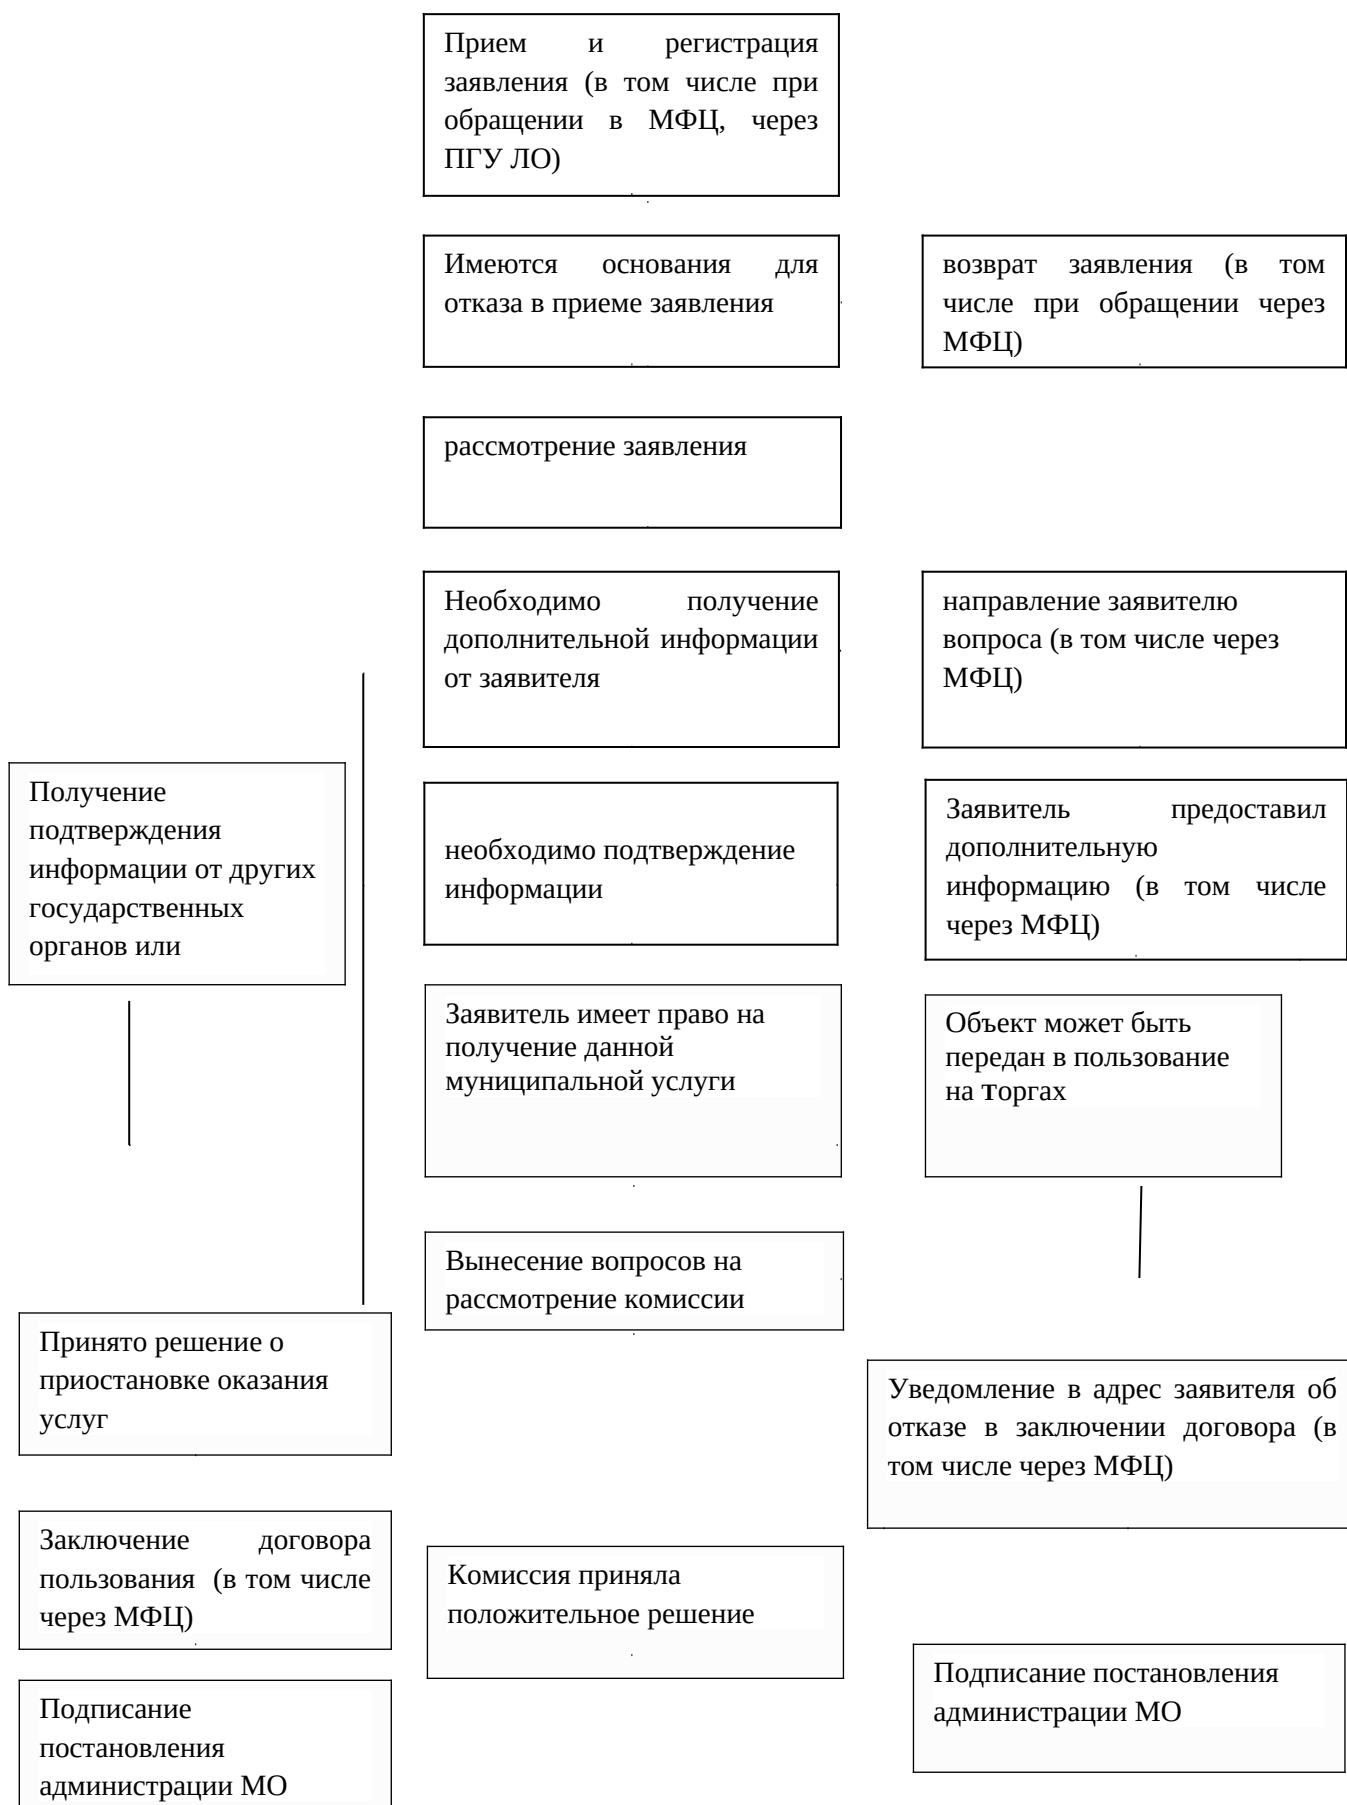 Прием и регистрация
заявления (в том числе при
обращении в МФЦ, через
ПГУ ЛО)
Имеются основания для
отказа в приеме заявления
возврат заявления (в том
числе при обращении через
МФЦ)
рассмотрение заявления
Необходимо получение
дополнительной информации
от заявителя
направление заявителю
вопроса (в том числе через
МФЦ)
Получение
подтверждения
информации от других
государственных
органов или
необходимо подтверждение
информации
Заявитель предоставил
дополнительную
информацию (в том числе
через МФЦ)
Заявитель имеет право на
получение данной
муниципальной услуги
Объект может быть
передан в пользование
на торгах
Вынесение вопросов на
рассмотрение комиссии
Принято решение о
приостановке оказания
услуг
Уведомление в адрес заявителя об
отказе в заключении договора (в
том числе через МФЦ)
Заключение договора
пользования (в том числе
через МФЦ)
Комиссия приняла
положительное решение
Подписание постановления
администрации МО
Подписание
постановления
администрации МО